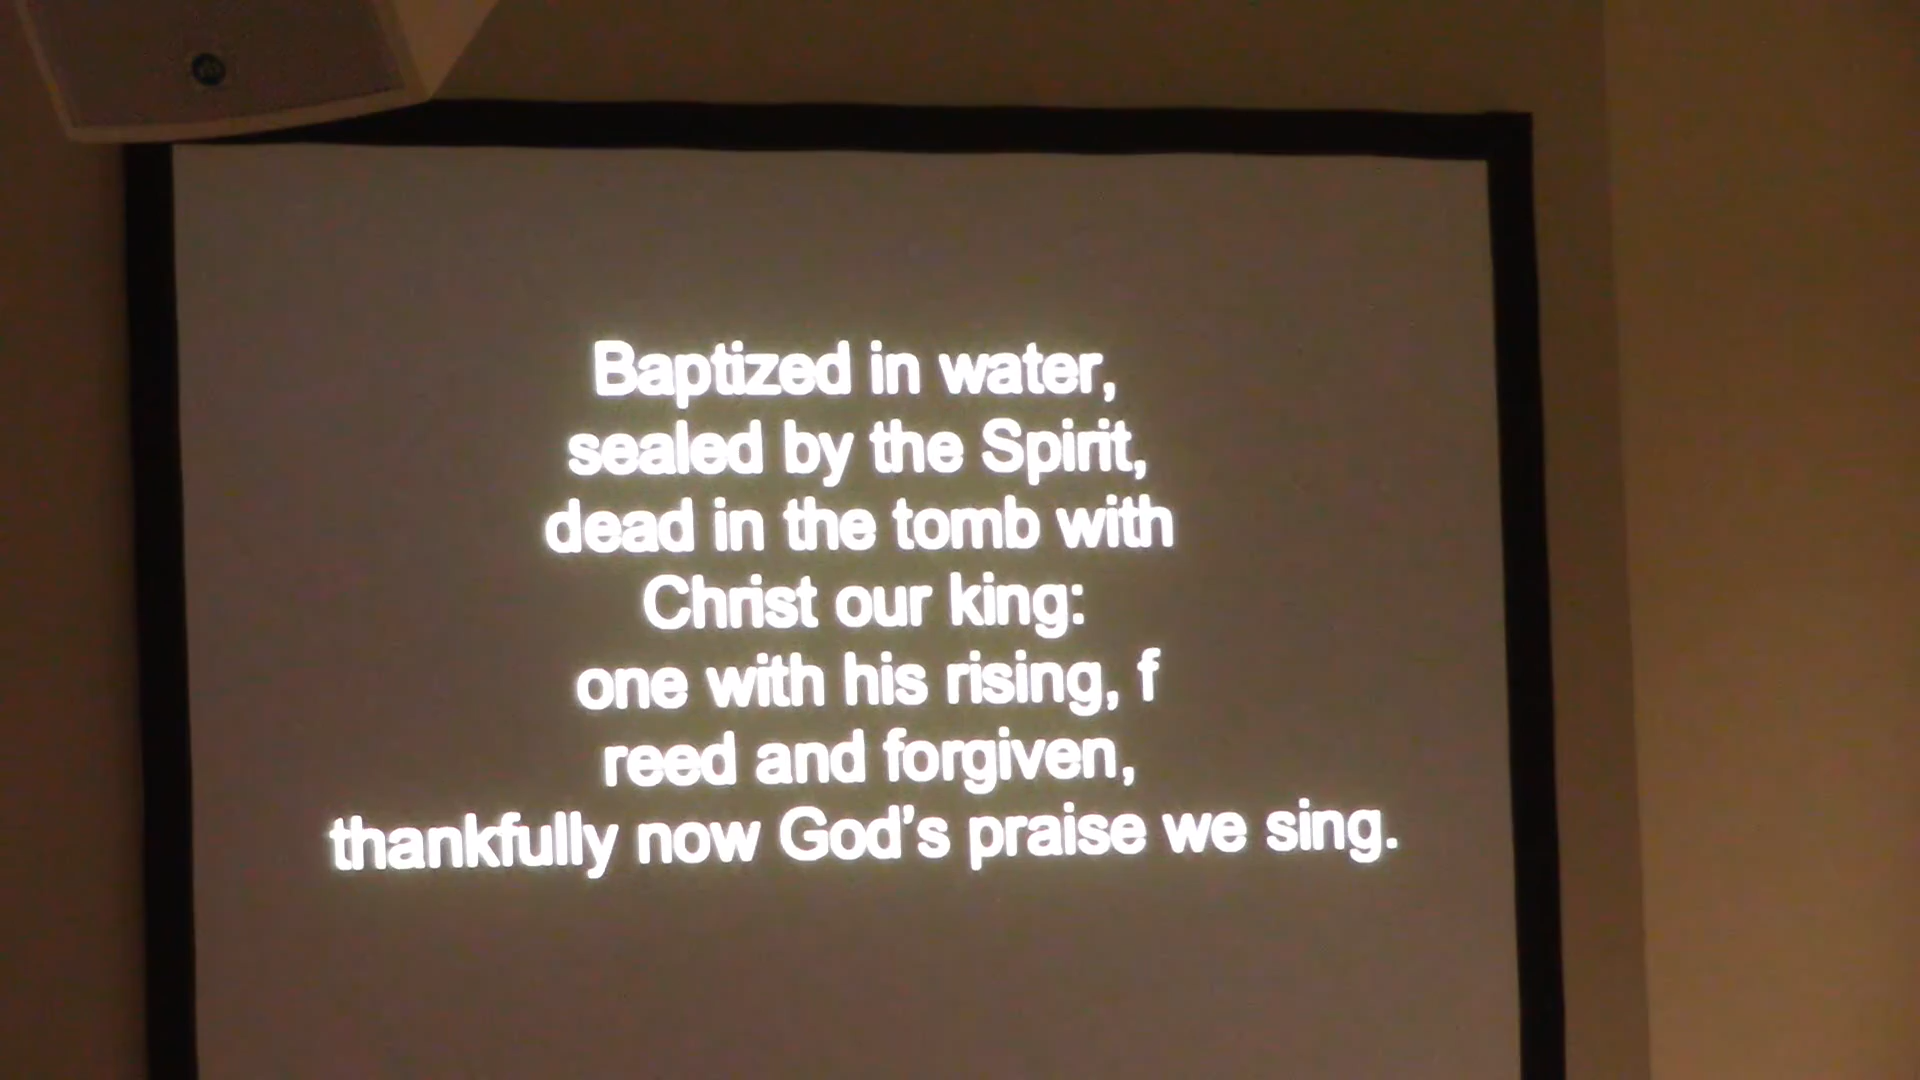 Baptized in water,
sealed by the Spirit,
dead in the tomb with
Christ our king:
one with his rising, f
reed and forgiven,
thankfully now God’s praise we sing.